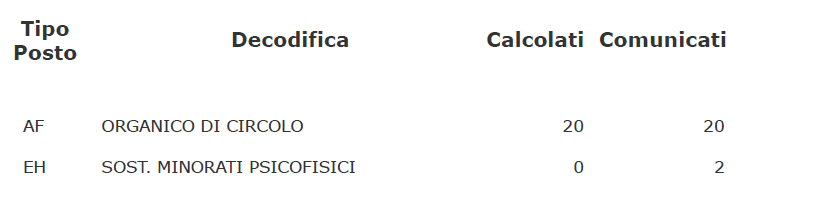 Tipo Posto Decodifica Calcolati Comunicati
AF ORGANICO DI CIRCOLO 20 20
EH SOST. MINORATI PSICOFISICI 0 2